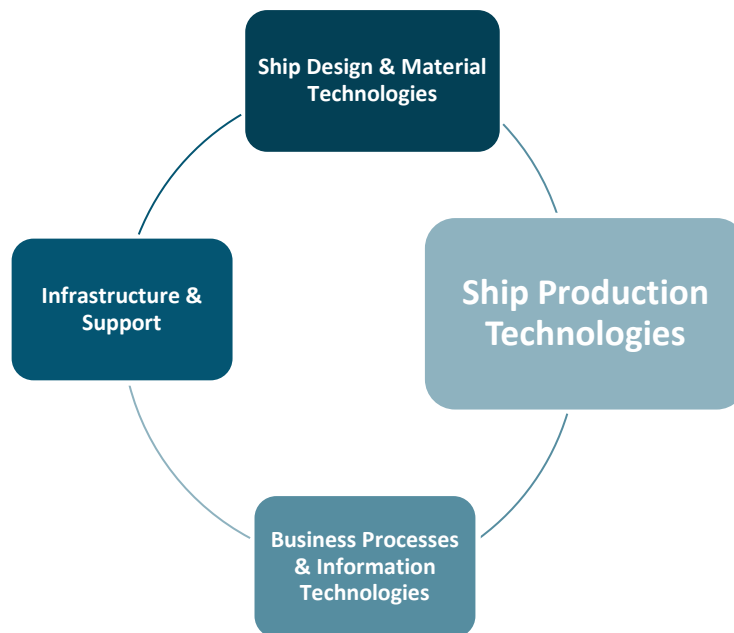 Ship Design & Material
Technologies
Ship Production
Technologies
Infrastructure &
Support
Business Processes
& Information
Technologies